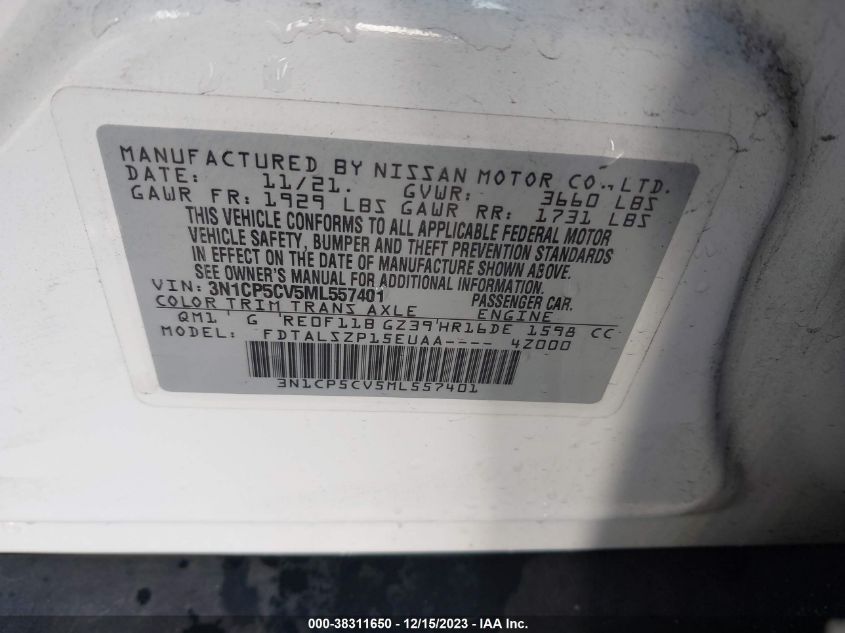 MANUFACTURED BY NISSAN MOTOR CO., LTD.
DATE: 11/21. GVWR: 3660 LBS
GAWR FR: 1929 LBS GAWR RR: 1731 LBS
THIS VEHICLE CONFORMS TO ALL APPLICABLE FEDERAL MOTOR
VEHICLE SAFETY, BUMPER AND THEFT PREVENTION STANDARDS
IN EFFECT ON THE DATE OF MANUFACTURE SHOWN ABOVE.
SEE OWNER'S MANUAL FOR ADDITIONAL INFORMATION.
VIN: 3N1CP5CV5ML557401 PASSENGER CAR.
COLOR TRIM TRANS AXLE ENGINE
QM1 ' G 'RE0F11B GZ39'HR16DE 1598 CC
MODEL: FDTALSZP15EUAA---- 4Z000
3N1CP5CV5ML557401
000-38311650 - 12/15/2023 - IAA Inc.